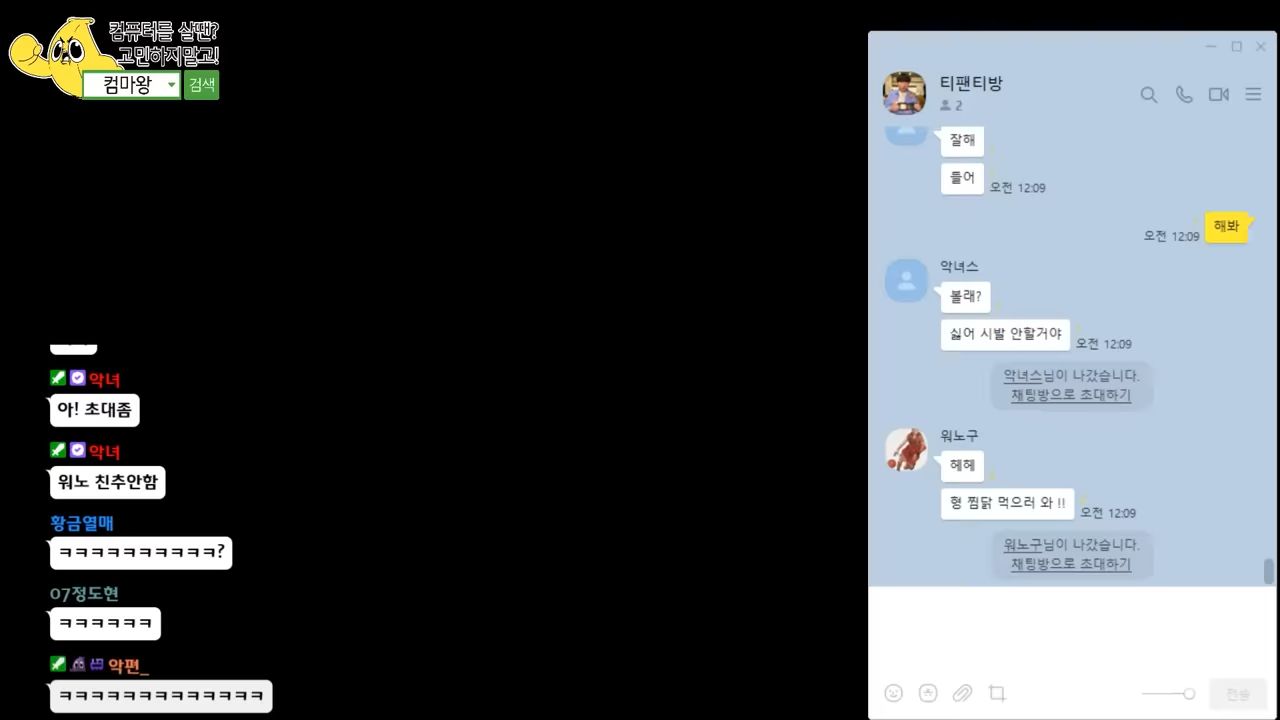 컴퓨터를 살땐?
고민하지말고!
컴마왕
검색
악녀
아! 초대좀
악녀
워노 친추안함
황금열매
ㅋㅋㅋㅋㅋㅋㅋㅋㅋㅋ?
07정도현
ㅋㅋㅋㅋㅋㅋ
악편_
ㅋㅋㅋㅋㅋㅋㅋㅋㅋㅋㅋㅋㅋ
티팬티방
2
잘해
들어
오전 12:09
해봐
오전 12:09
악녀스
볼래?
싫어 시발 안할거야
오전 12:09
악녀스님이 나갔습니다.
채팅방으로 초대하기
워노구
헤헤
형 찜닭 먹으러 와 !!
오전 12:09
워노구님이 나갔습니다.
채팅방으로 초대하기
전송